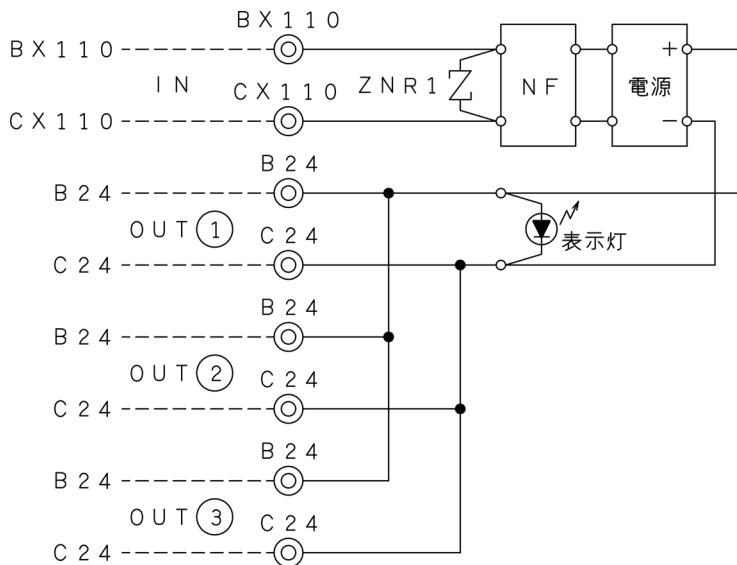 BX110
BX110
IN
CX110
CX110
ZNR1
NF
電源
+
−
B24
B24
OUT①
C24
C24
表示灯
B24
B24
OUT②
C24
C24
B24
B24
OUT③
C24
C24